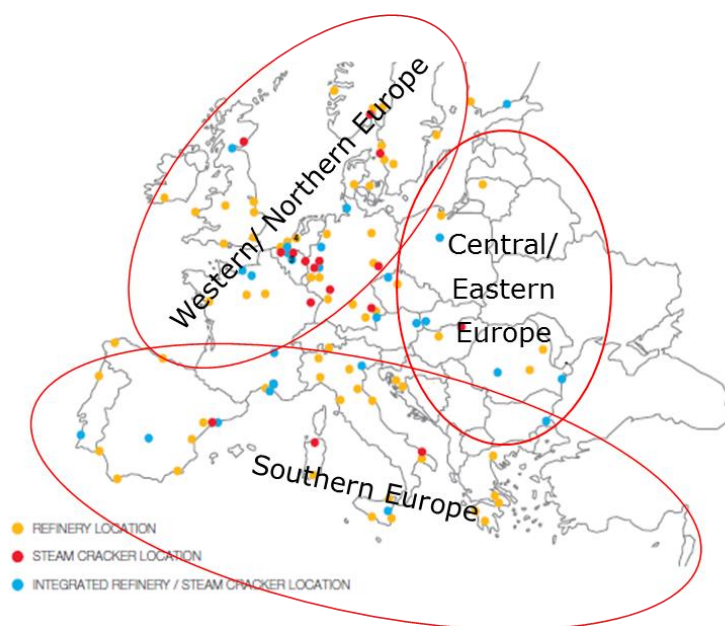 Western/ Northern Europe
Central/
Eastern
Europe
Southern Europe
REFINERY LOCATION
STEAM CRACKER LOCATION
INTEGRATED REFINERY / STEAM CRACKER LOCATION